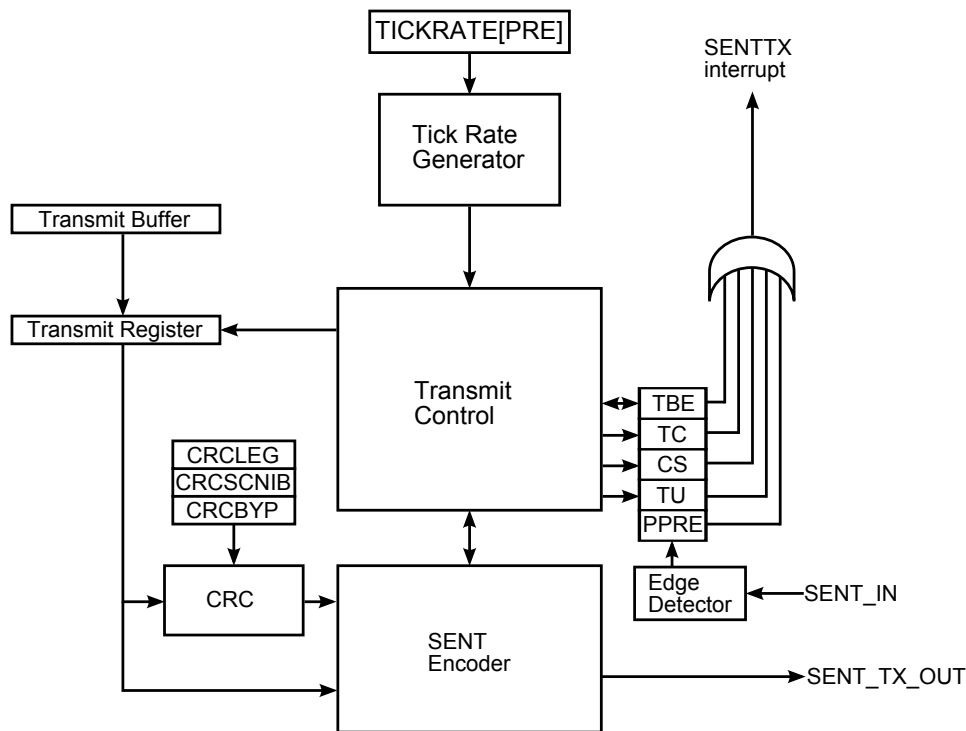 TICKRATE[PRE]
SENTTX
interrupt
Tick Rate
Generator
Transmit Buffer
Transmit Register
Transmit
Control
TBE
TC
CS
TU
PPRE
CRCLEG
CRCSCNIB
CRCBYP
CRC
Edge
Detector
SENT_IN
SENT
Encoder
SENT_TX_OUT